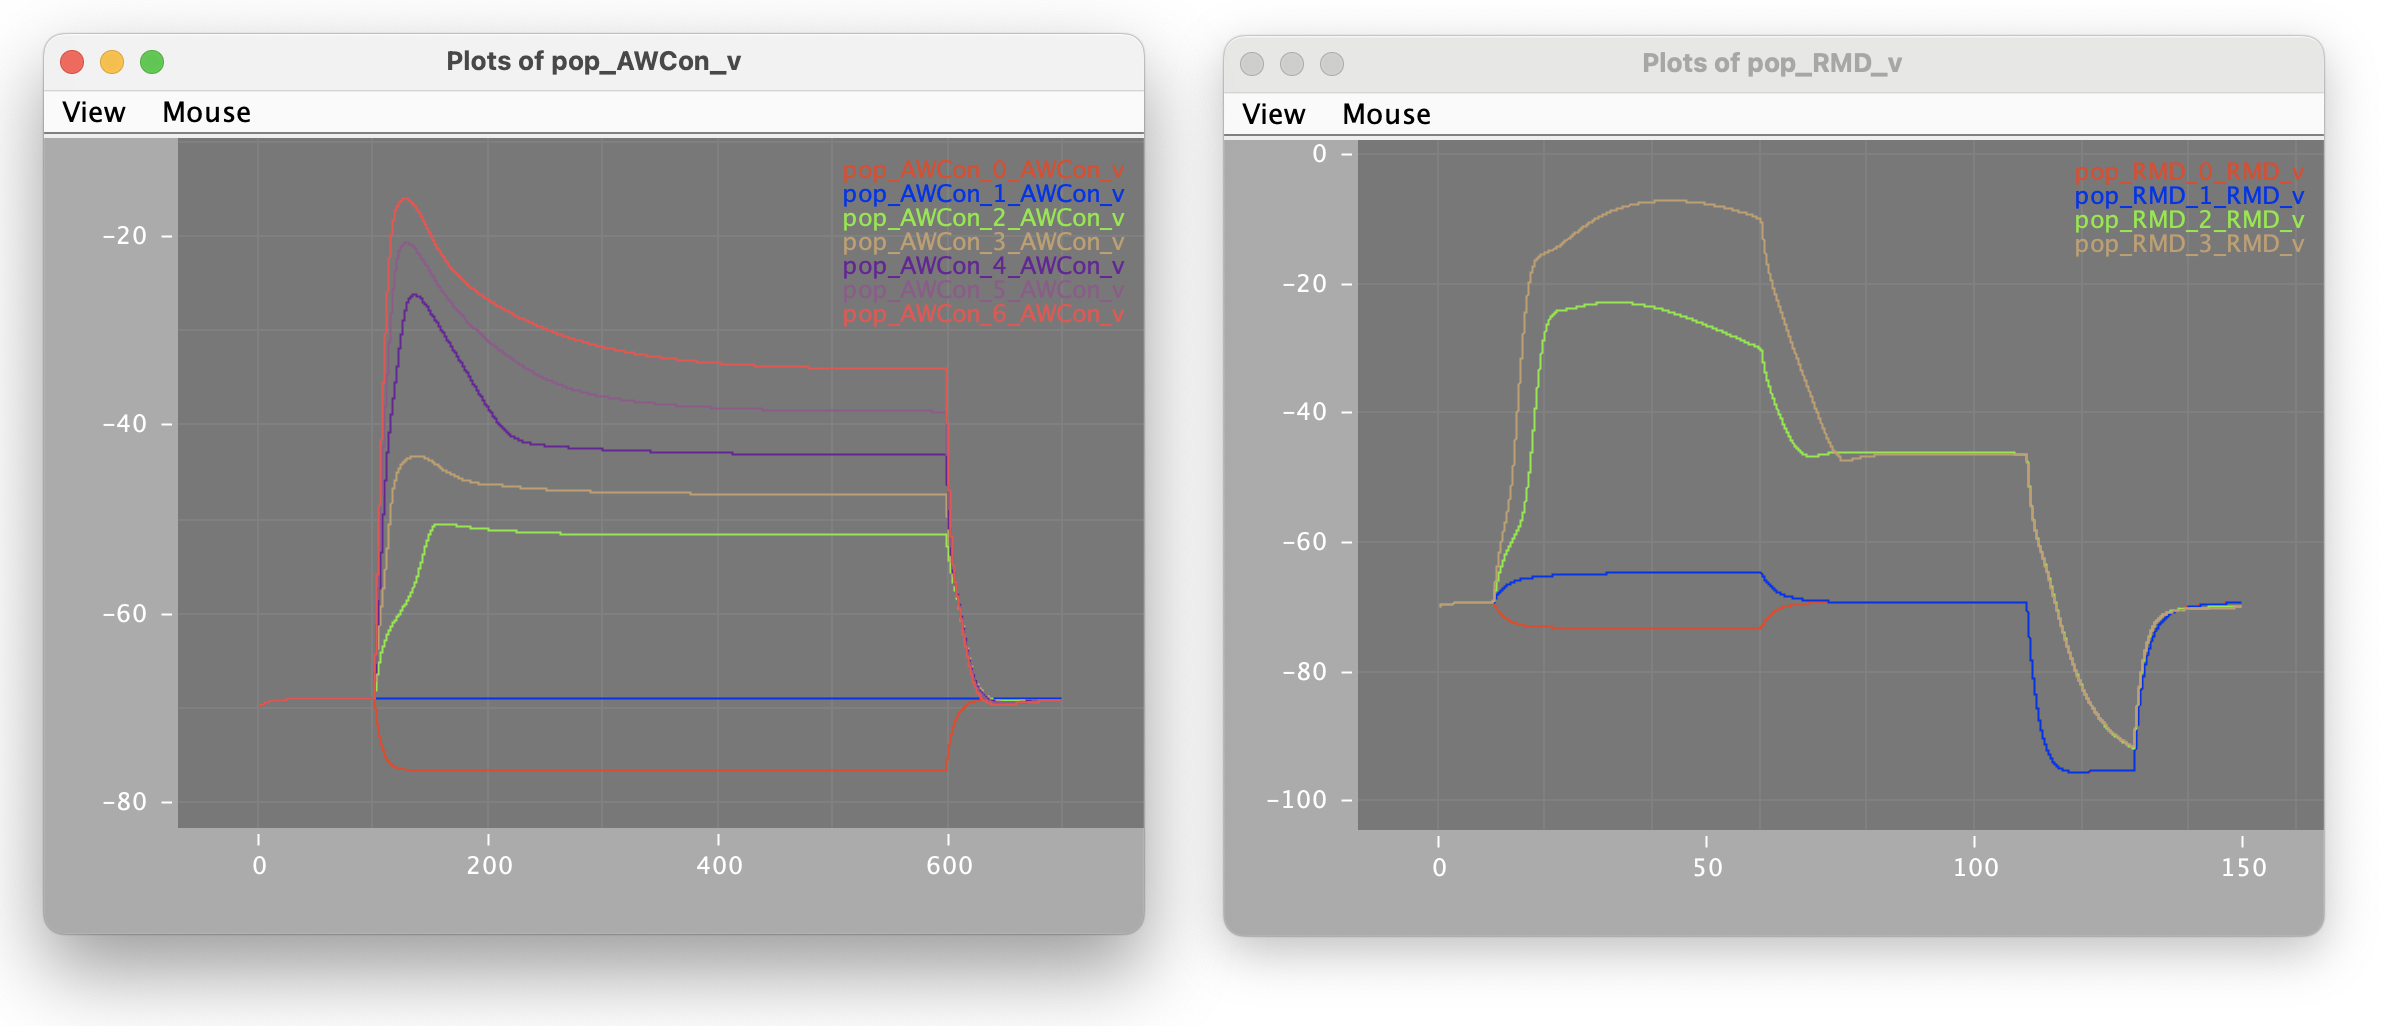 Plots of pop_AWCon_v
View Mouse
pop_AWCon_0_AWCon_v
pop_AWCon_1_AWCon_v
pop_AWCon_2_AWCon_v
pop_AWCon_3_AWCon_v
pop_AWCon_4_AWCon_v
pop_AWCon_5_AWCon_v
pop_AWCon_6_AWCon_v
-20
-40
-60
-80
0 200 400 600
Plots of pop_RMD_v
View Mouse
pop_RMD_0_RMD_v
pop_RMD_1_RMD_v
pop_RMD_2_RMD_v
pop_RMD_3_RMD_v
0
-20
-40
-60
-80
-100
0 50 100 150